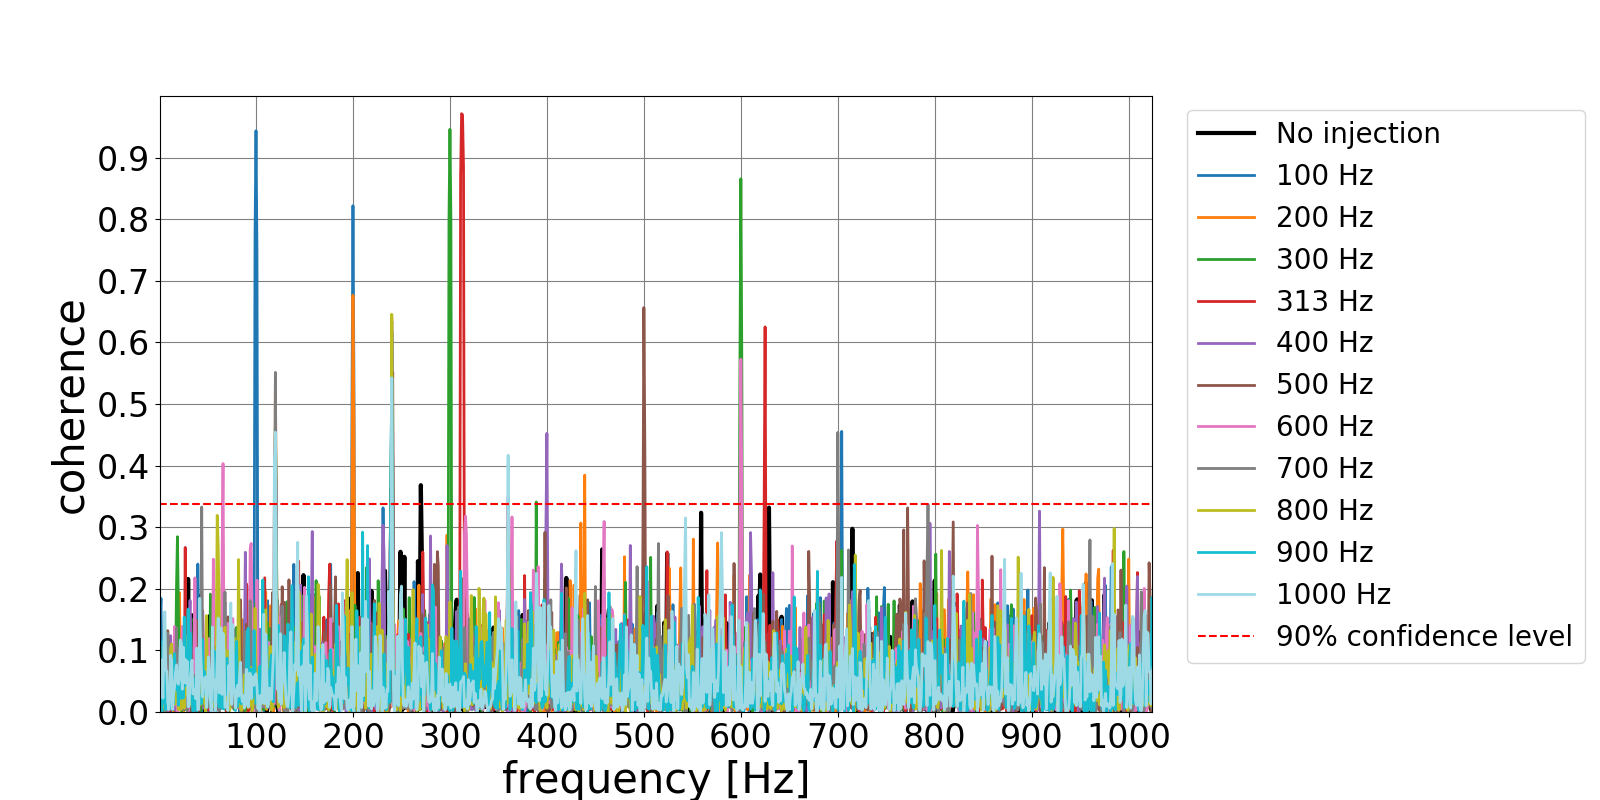 coherence
0.9
0.8
0.7
0.6
0.5
0.4
0.3
0.2
0.1
0.0
100 200 300 400 500 600 700 800 900 1000
frequency [Hz]
No injection
100 Hz
200 Hz
300 Hz
313 Hz
400 Hz
500 Hz
600 Hz
700 Hz
800 Hz
900 Hz
1000 Hz
90% confidence level